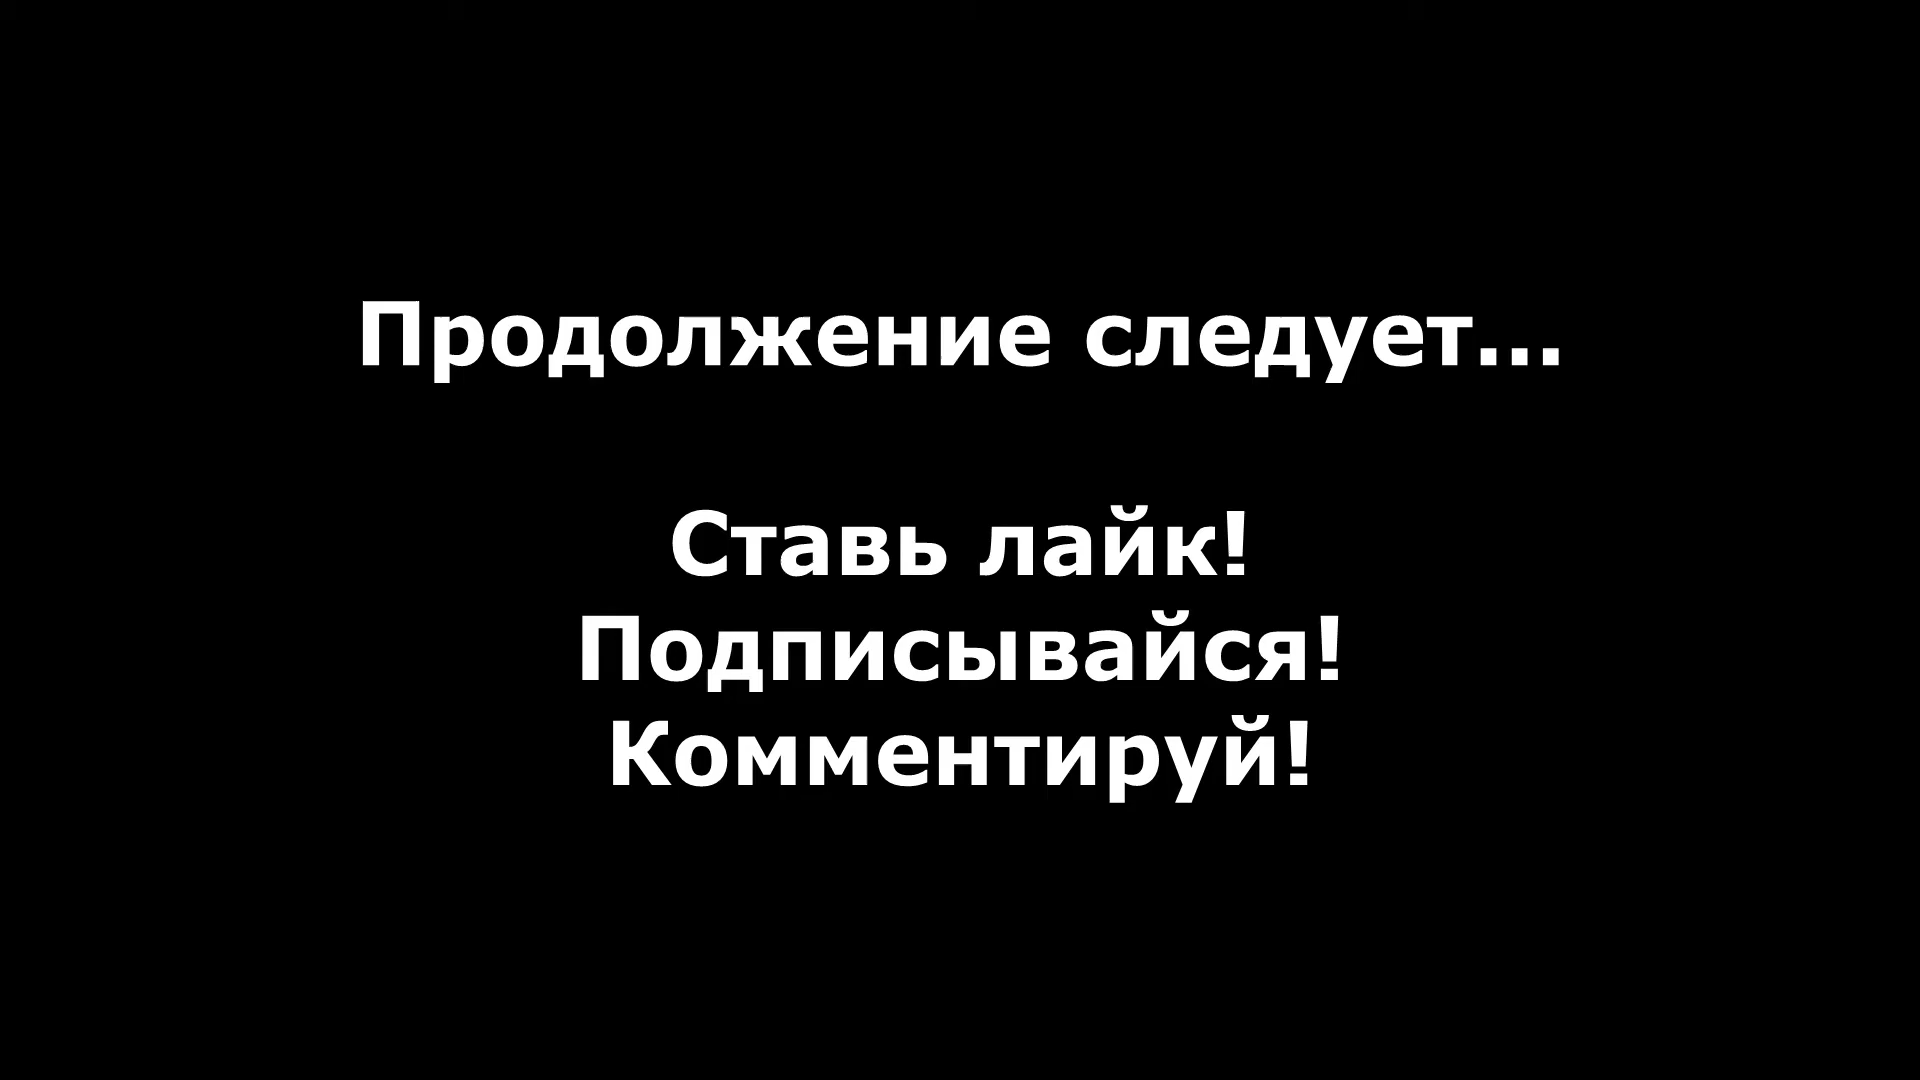 Продолжение следует...
Ставь лайк!
Подписывайся!
Комментируй!